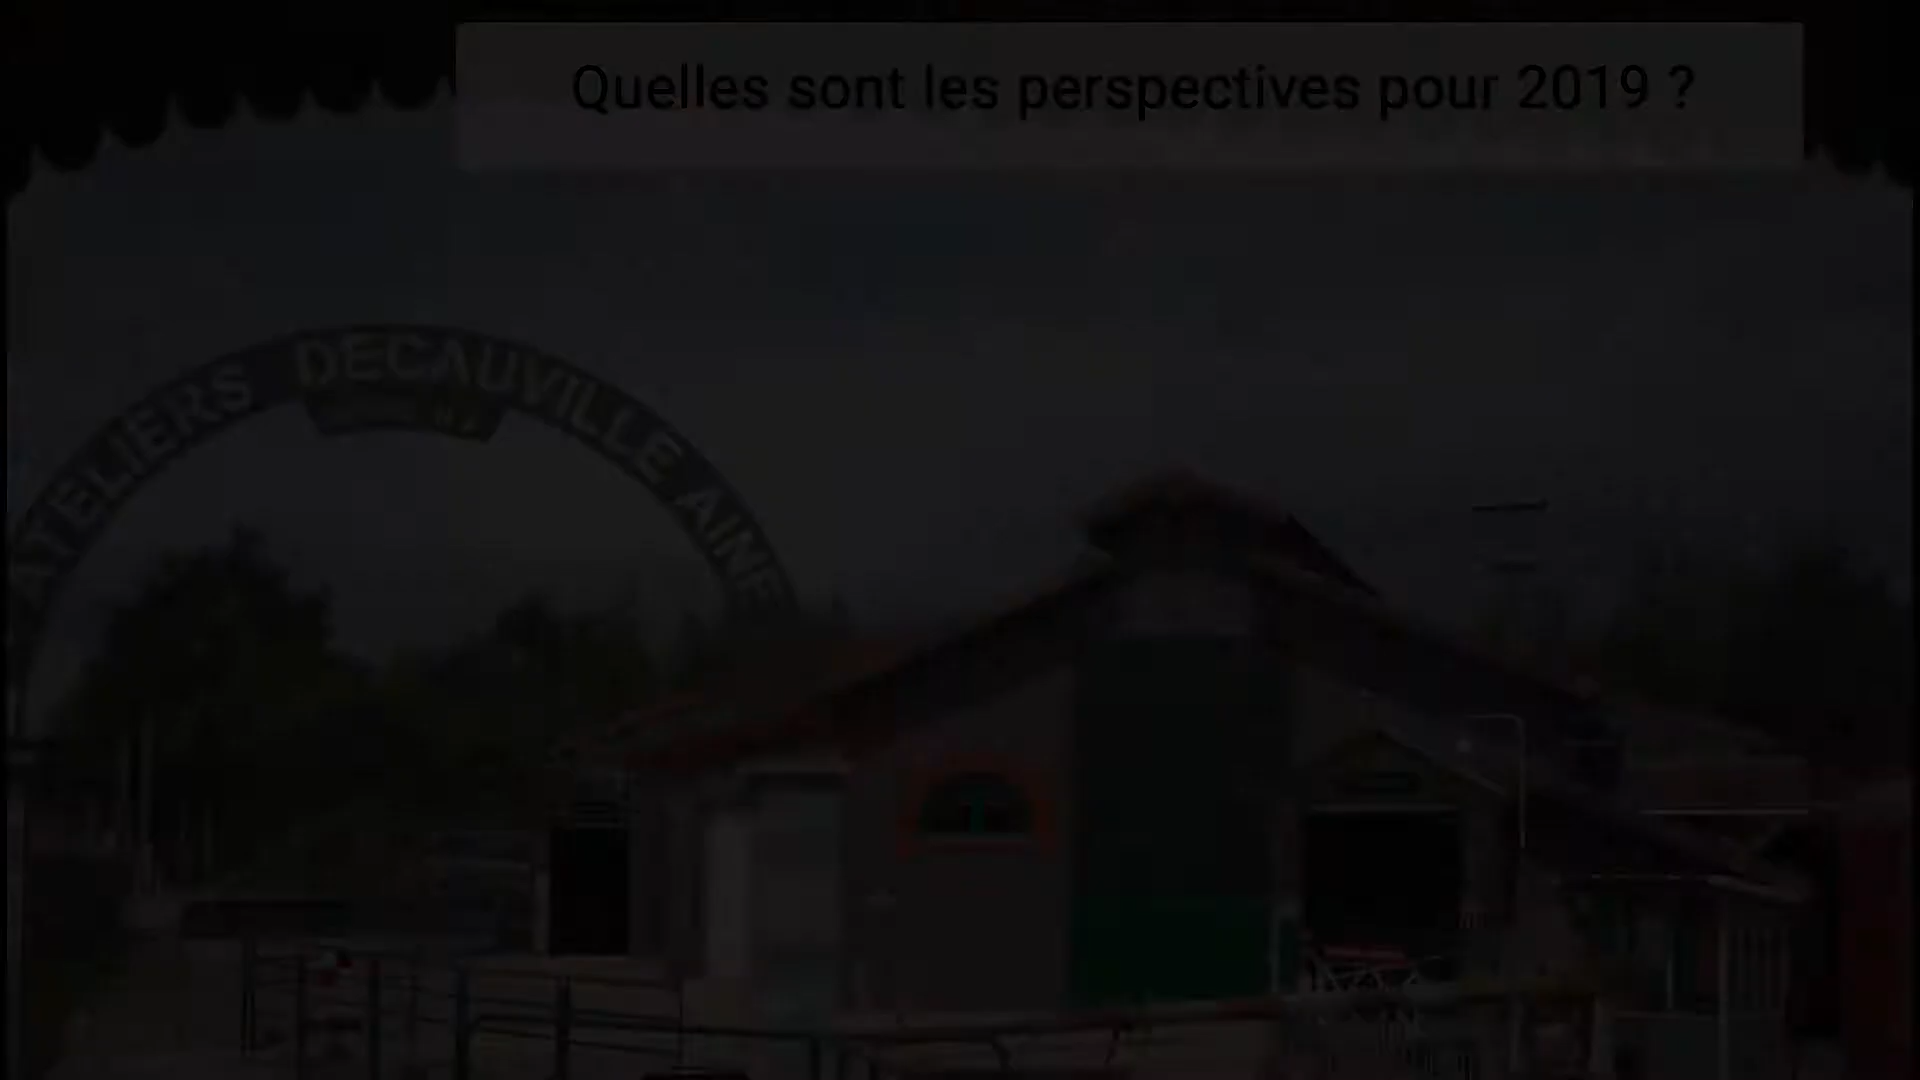 Quelles sont les perspectives pour 2019 ?
ATELIERS DECAUVILLE AINE